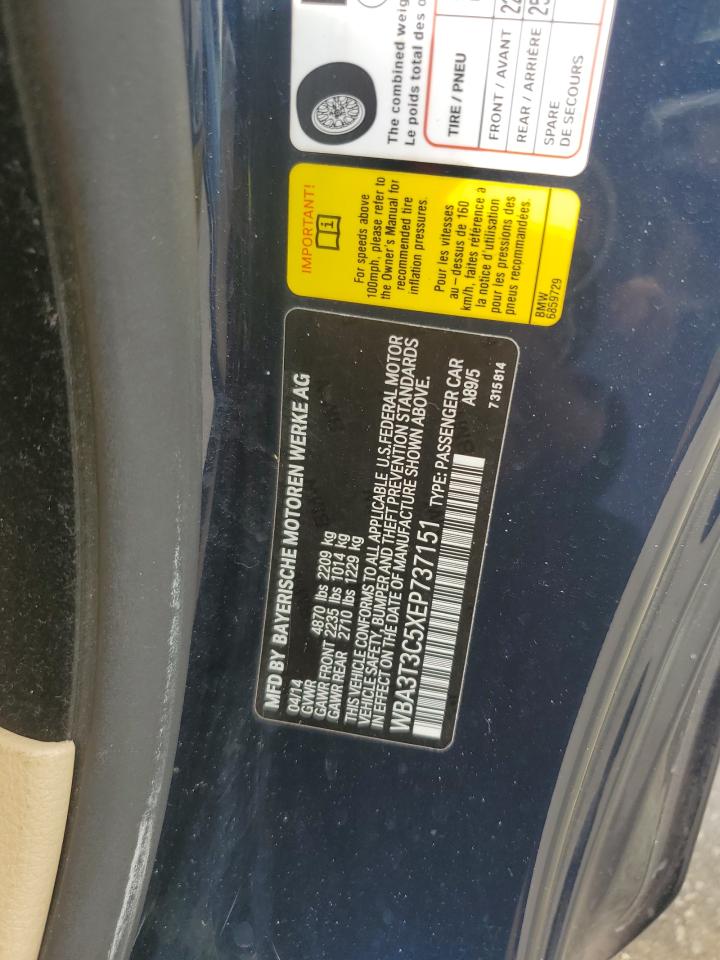 The combined weig
Le poids total des o
TIRE / PNEU
FRONT / AVANT 22
REAR / ARRIÈRE 25
SPARE
DE SECOURS
IMPORTANT!
For speeds above
100mph, please refer to
the Owner's Manual for
recommended tire
inflation pressures.
Pour les vitesses
au-dessus de 160
km/h, faites référence a
la notice d'utilisation
pour les pressions des
pneus recommandées.
BMW
6859729
MFD BY BAYERISCHE MOTOREN WERKE AG
04/14
GVWR 4870 lbs 2209 kg
GAWR FRONT 2235 lbs 1014 kg
GAWR REAR 2710 lbs 1229 kg
THIS VEHICLE CONFORMS TO ALL APPLICABLE U.S.FEDERAL MOTOR
VEHICLE SAFETY, BUMPER AND THEFT PREVENTION STANDARDS
IN EFFECT ON THE DATE OF MANUFACTURE SHOWN ABOVE.
WBA3T3C5XEP737151 TYPE: PASSENGER CAR
A89/5
7315814